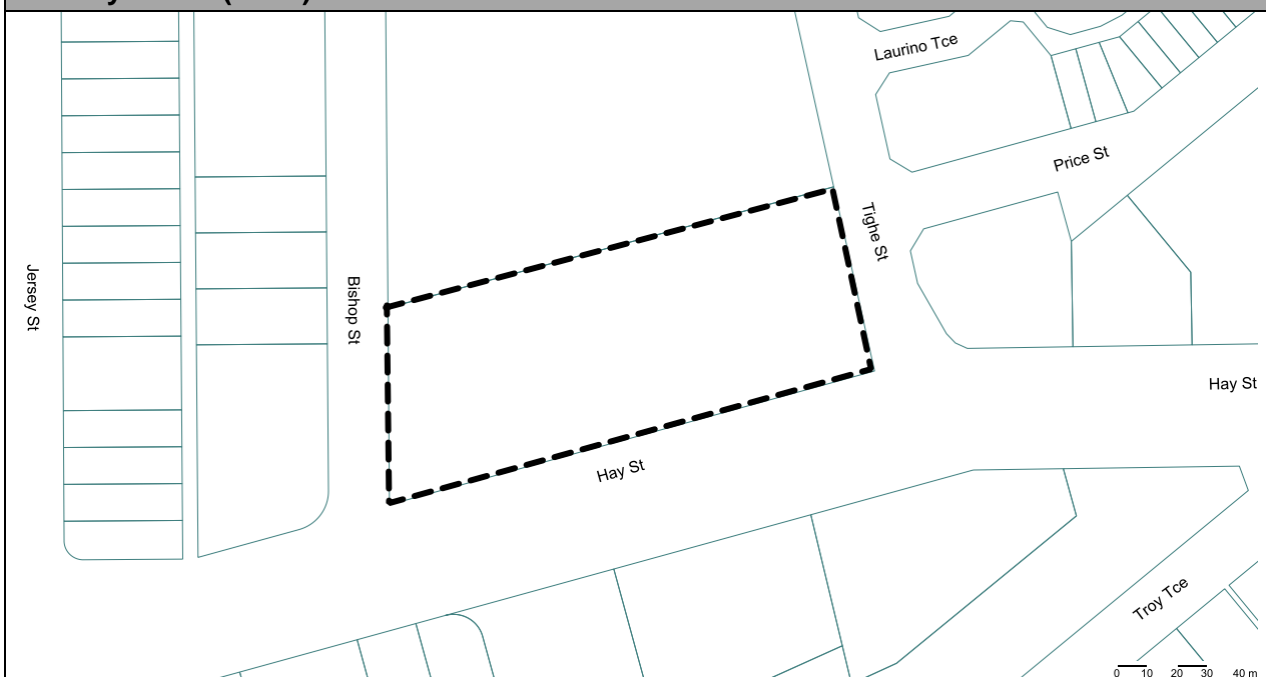 Laurino Tce
Price St
Tighe St
Jersey St
Bishop St
Hay St
Hay St
Troy Tce
0 10 20 30 40 m